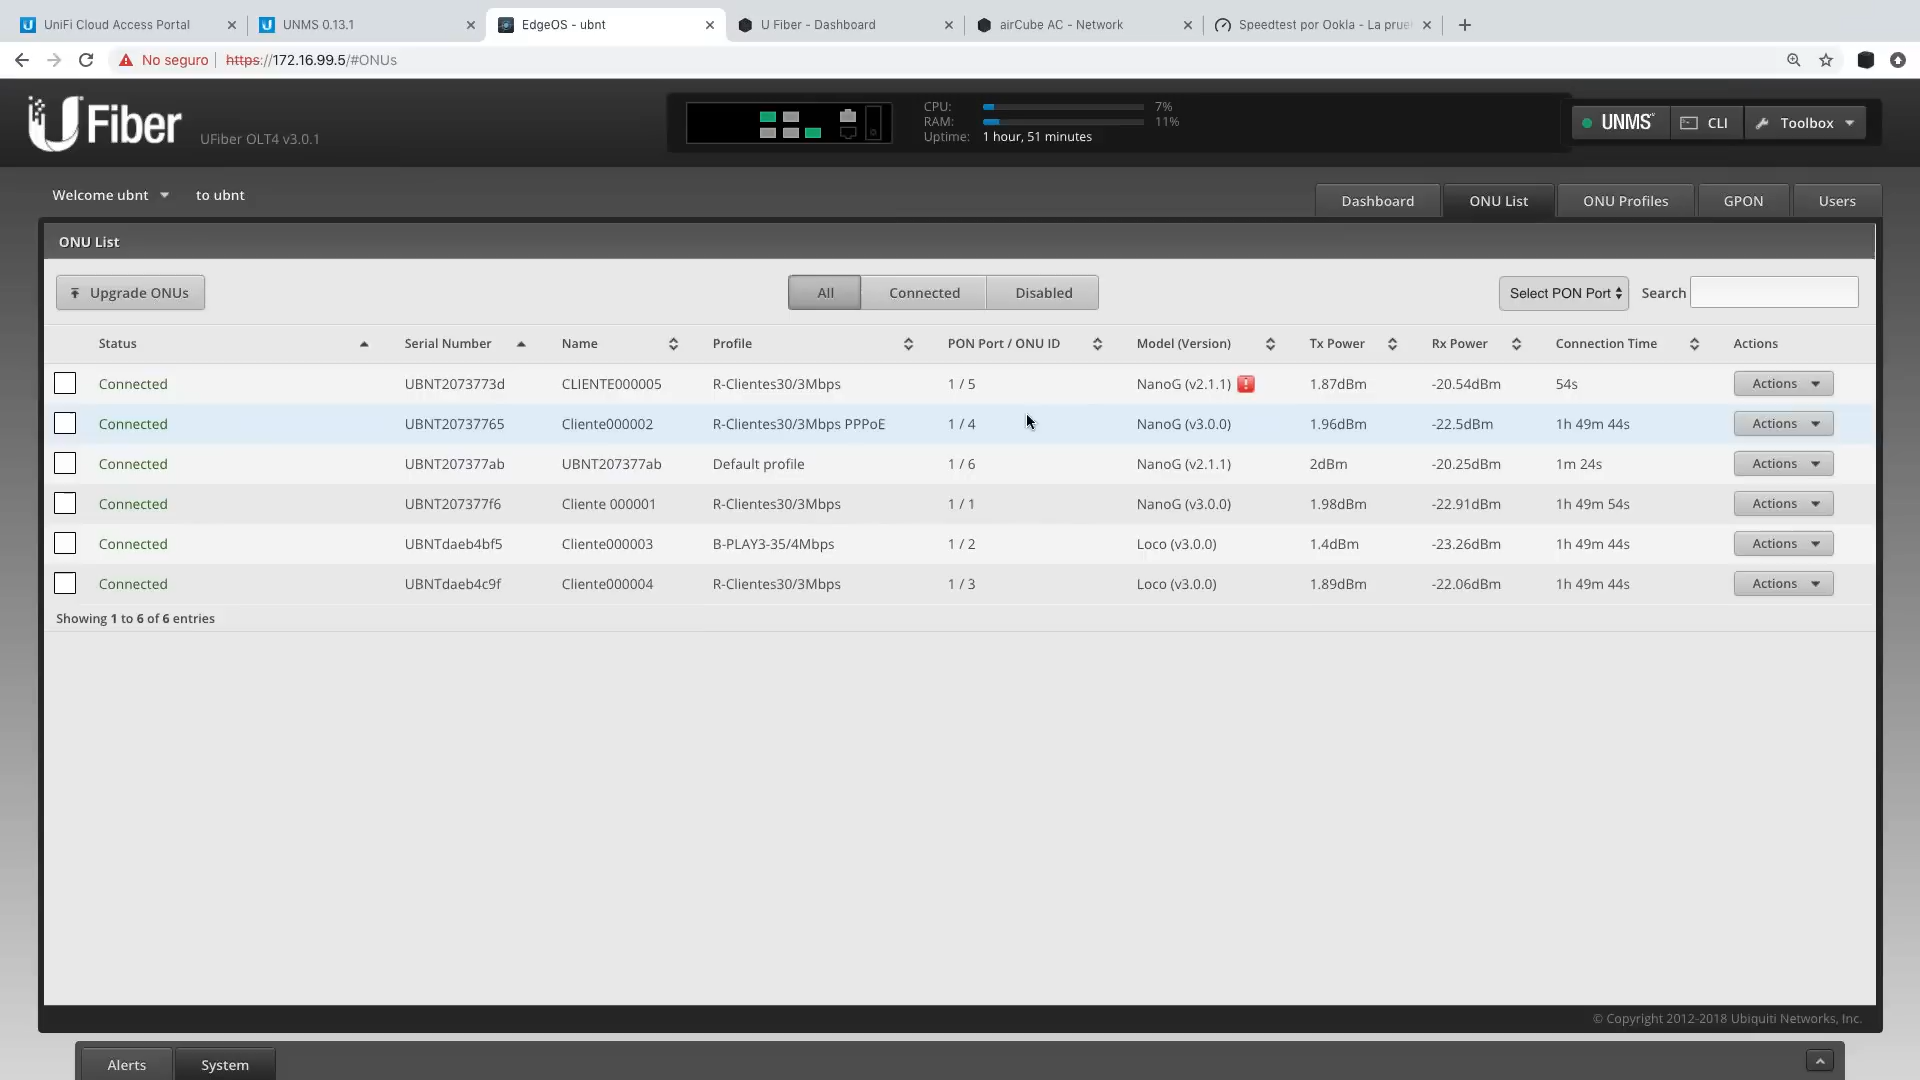 UniFi Cloud Access Portal
UNMS 0.13.1
EdgeOS - ubnt
U Fiber - Dashboard
airCube AC - Network
Speedtest por Ookla - La prue
No seguro
https://172.16.99.5/#ONUs
U Fiber
UFiber OLT4 v3.0.1
CPU: 7%
RAM: 11%
Uptime: 1 hour, 51 minutes
UNMS
CLI
Toolbox
Welcome ubnt to ubnt
Dashboard
ONU List
ONU Profiles
GPON
Users
ONU List
Upgrade ONUs
All
Connected
Disabled
Select PON Port
Search
Status Serial Number Name Profile PON Port / ONU ID Model (Version) Tx Power Rx Power Connection Time Actions
Connected UBNT2073773d CLIENTE000005 R-Clientes30/3Mbps 1 / 5 NanoG (v2.1.1) ! 1.87dBm -20.54dBm 54s Actions
Connected UBNT20737765 Cliente000002 R-Clientes30/3Mbps PPPoE 1 / 4 NanoG (v3.0.0) 1.96dBm -22.5dBm 1h 49m 44s Actions
Connected UBNT207377ab UBNT207377ab Default profile 1 / 6 NanoG (v2.1.1) 2dBm -20.25dBm 1m 24s Actions
Connected UBNT207377f6 Cliente 000001 R-Clientes30/3Mbps 1 / 1 NanoG (v3.0.0) 1.98dBm -22.91dBm 1h 49m 54s Actions
Connected UBNTdaeb4bf5 Cliente000003 B-PLAY3-35/4Mbps 1 / 2 Loco (v3.0.0) 1.4dBm -23.26dBm 1h 49m 44s Actions
Connected UBNTdaeb4c9f Cliente000004 R-Clientes30/3Mbps 1 / 3 Loco (v3.0.0) 1.89dBm -22.06dBm 1h 49m 44s Actions
Showing 1 to 6 of 6 entries
© Copyright 2012-2018 Ubiquiti Networks, Inc.
Alerts
System